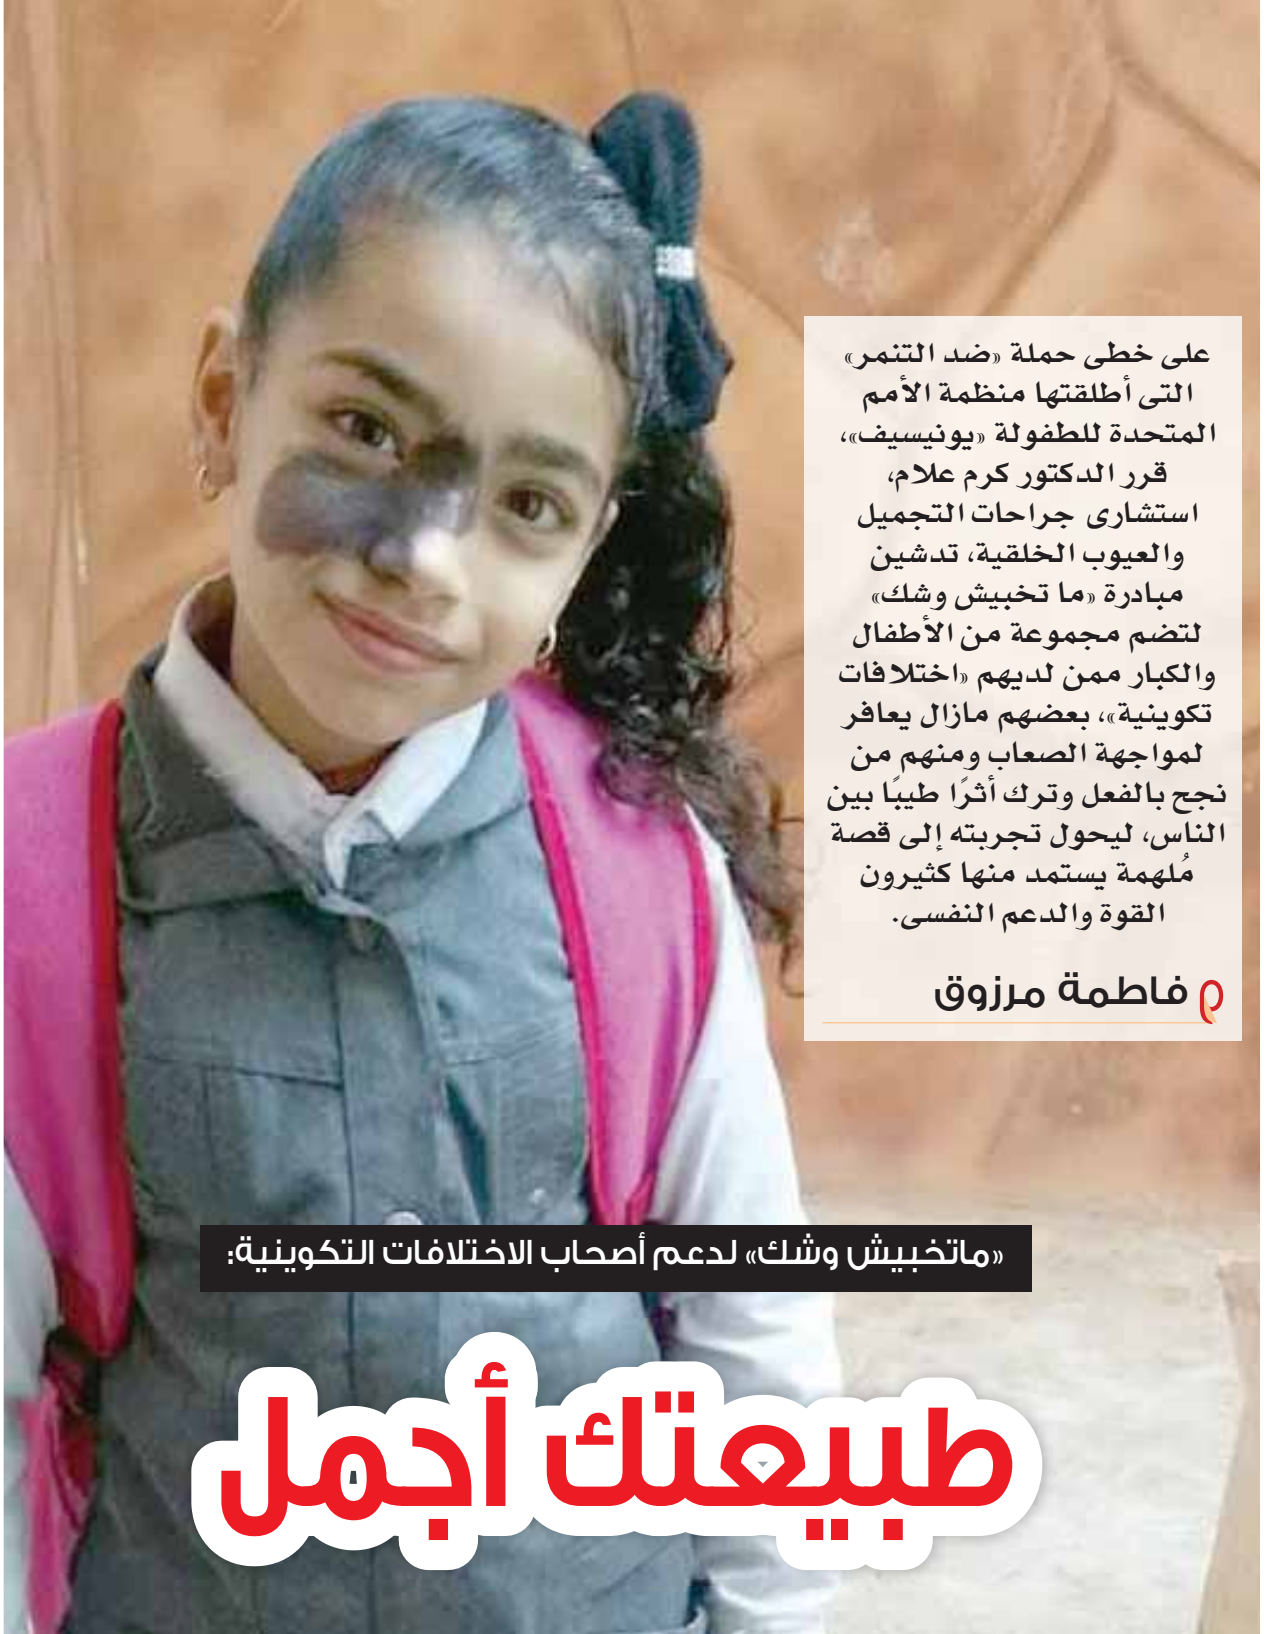 على خطى حملة «ضد التنمر»
التى أطلقتها منظمة الأمم
المتحدة للطفولة «يونيسيف»،
قرر الدكتور كرم علام،
استشارى جراحات التجميل
والعيوب الخلقية، تدشين
مبادرة «ما تخبيش وشك»
لتضم مجموعة من الأطفال
والكبار ممن لديهم «اختلافات
تكوينية»، بعضهم مازال يعافر
لمواجهة الصعاب ومنهم من
نجح بالفعل وترك أثرًا طيبًا بين
الناس، ليحول تجربته إلى قصة
مُلهمة يستمد منها كثيرون
القوة والدعم النفسى.
فاطمة مرزوق
«ماتخبيش وشك» لدعم أصحاب الاختلافات التكوينية:
طبيعتك أجمل